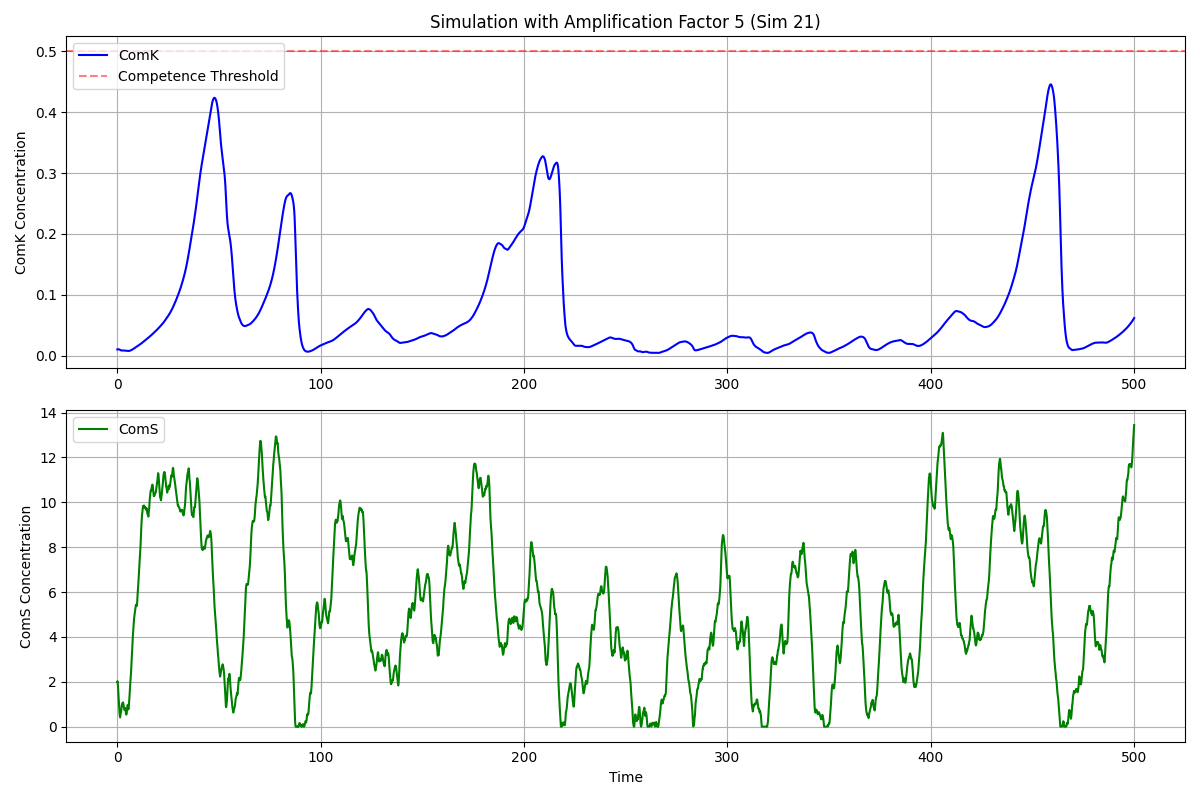 Simulation with Amplification Factor 5 (Sim 21)
ComK
Competence Threshold
ComK Concentration
0.5
0.4
0.3
0.2
0.1
0.0
0 100 200 300 400 500
ComS
ComS Concentration
14
12
10
8
6
4
2
0
0 100 200 300 400 500
Time